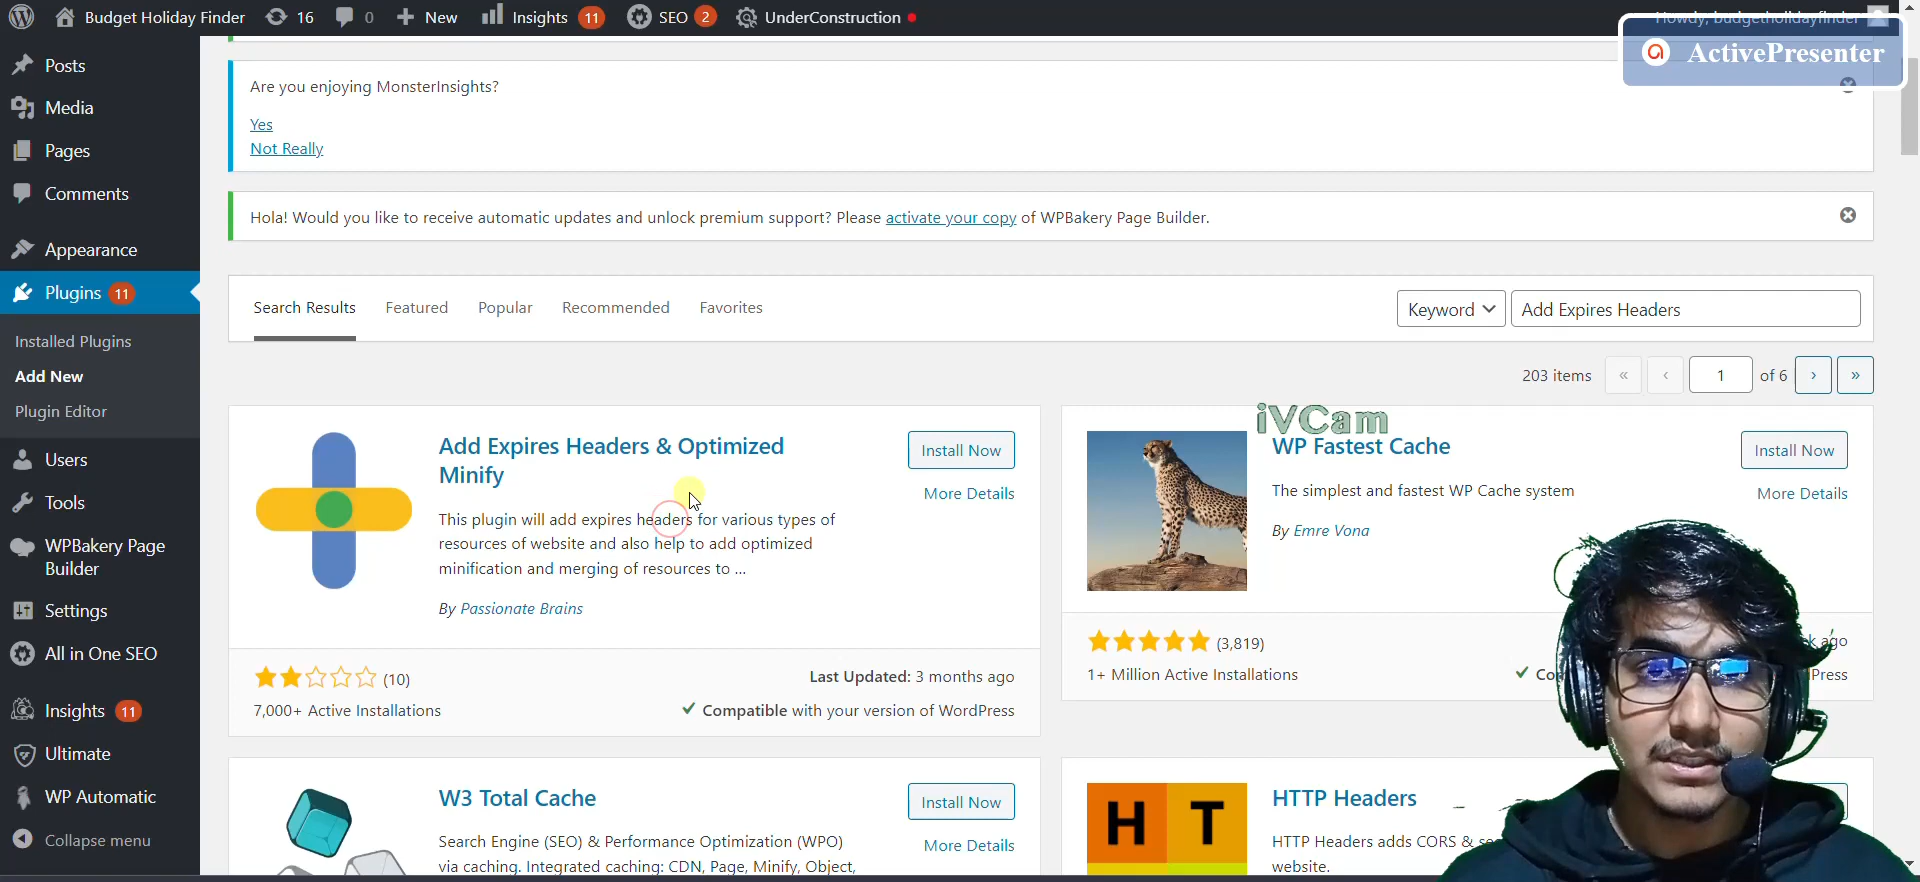 Budget Holiday Finder
16
0
New
Insights
11
SEO
2
UnderConstruction
Howdy, budgetholidayfinder
ActivePresenter
Posts
Media
Pages
Comments
Appearance
Plugins
11
Installed Plugins
Add New
Plugin Editor
Users
Tools
WPBakery Page
Builder
Settings
All in One SEO
Insights
11
Ultimate
WP Automatic
Collapse menu
Are you enjoying MonsterInsights?
Yes
Not Really
Hola! Would you like to receive automatic updates and unlock premium support? Please activate your copy of WPBakery Page Builder.
Search Results
Featured
Popular
Recommended
Favorites
Keyword
Add Expires Headers
203 items
«
‹
1
of 6
›
»
Add Expires Headers & Optimized
Minify
Install Now
More Details
This plugin will add expires headers for various types of
resources of website and also help to add optimized
minification and merging of resources to ...
By Passionate Brains
(10)
7,000+ Active Installations
Last Updated: 3 months ago
Compatible with your version of WordPress
iVCam
WP Fastest Cache
Install Now
More Details
The simplest and fastest WP Cache system
By Emre Vona
(3,819)
ago
1+ Million Active Installations
W3 Total Cache
Install Now
More Details
Search Engine (SEO) & Performance Optimization (WPO)
via caching. Integrated caching: CDN, Page, Minify, Object,
H T
HTTP Headers
HTTP Headers adds CORS &
website.